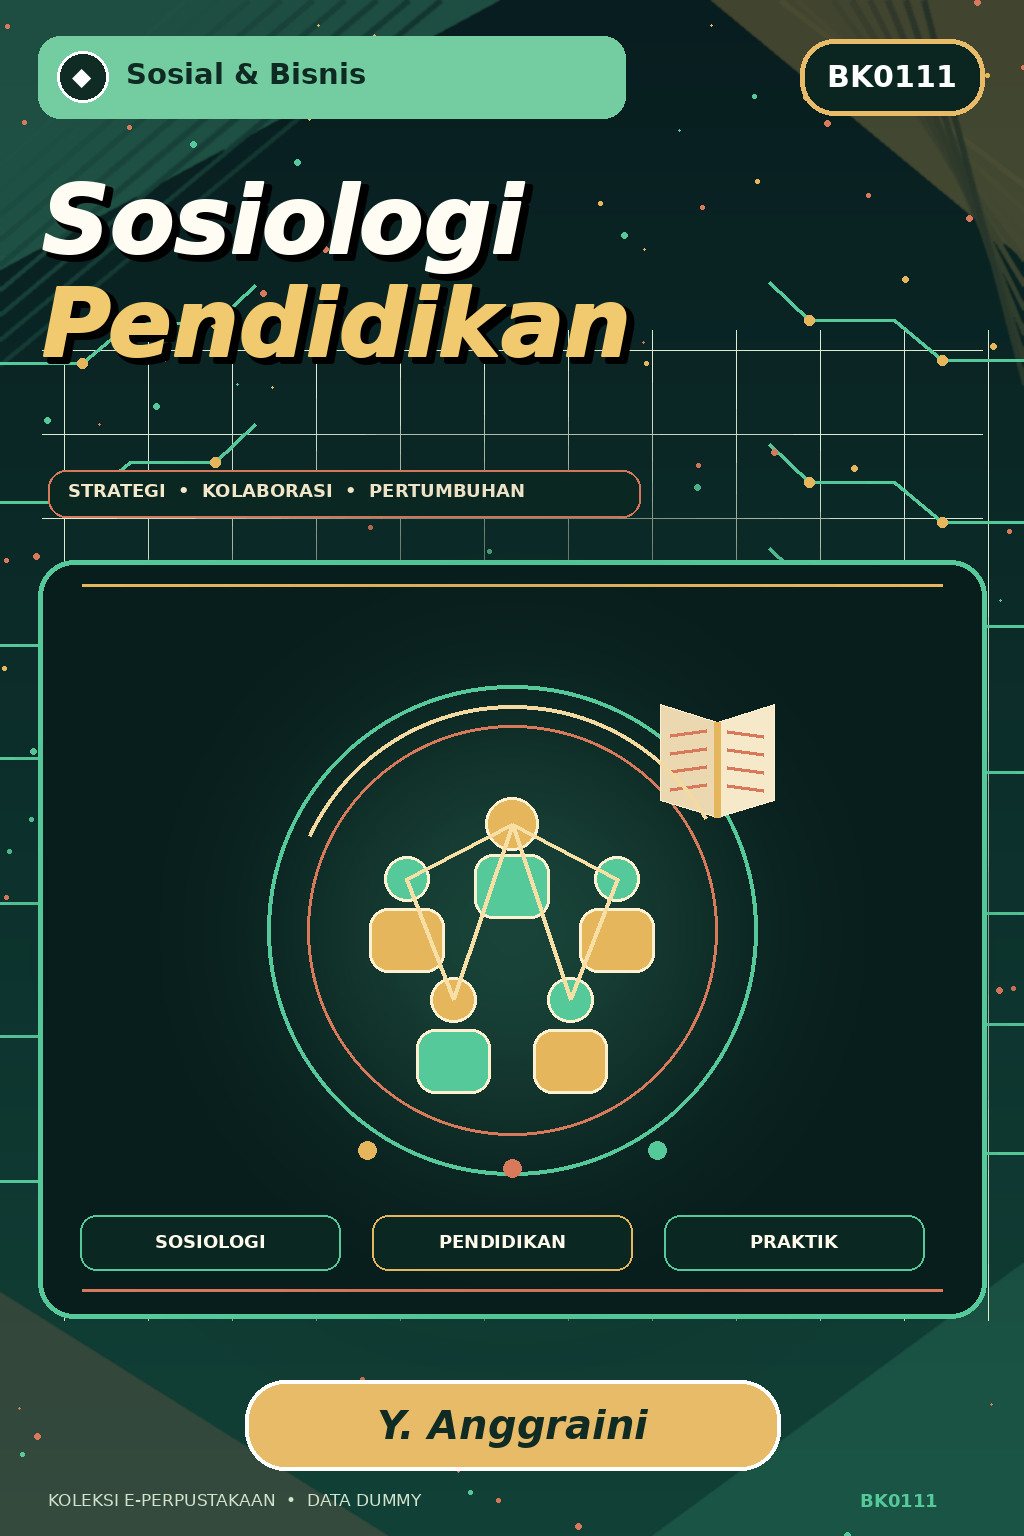 Sosial & Bisnis
BK0111
Sosiologi
Pendidikan
STRATEGI • KOLABORASI • PERTUMBUHAN
SOSIOLOGI
PENDIDIKAN
PRAKTIK
Y. Anggraini
KOLEKSI E-PERPUSTAKAAN • DATA DUMMY
BK0111